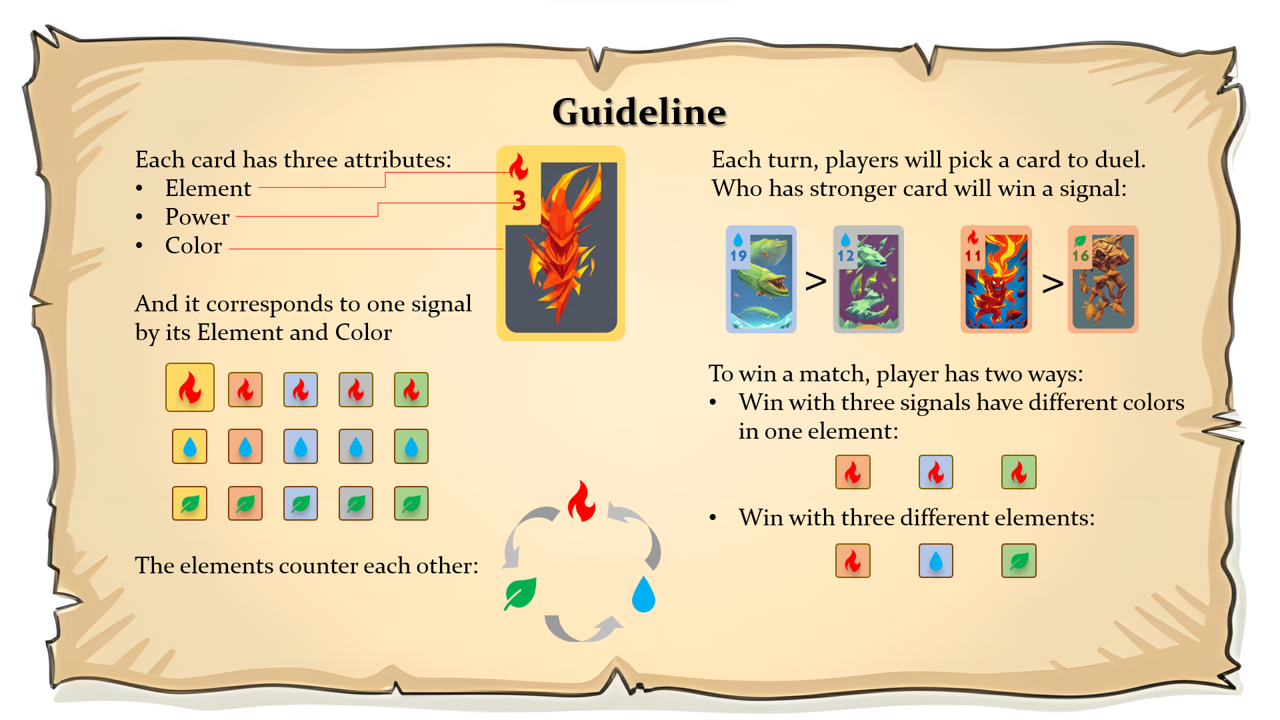 Guideline
Each card has three attributes:
• Element
• Power
• Color
3
And it corresponds to one signal
by its Element and Color
The elements counter each other:
Each turn, players will pick a card to duel.
Who has stronger card will win a signal:
19 > 12
11 > 16
To win a match, player has two ways:
• Win with three signals have different colors
in one element:
• Win with three different elements: